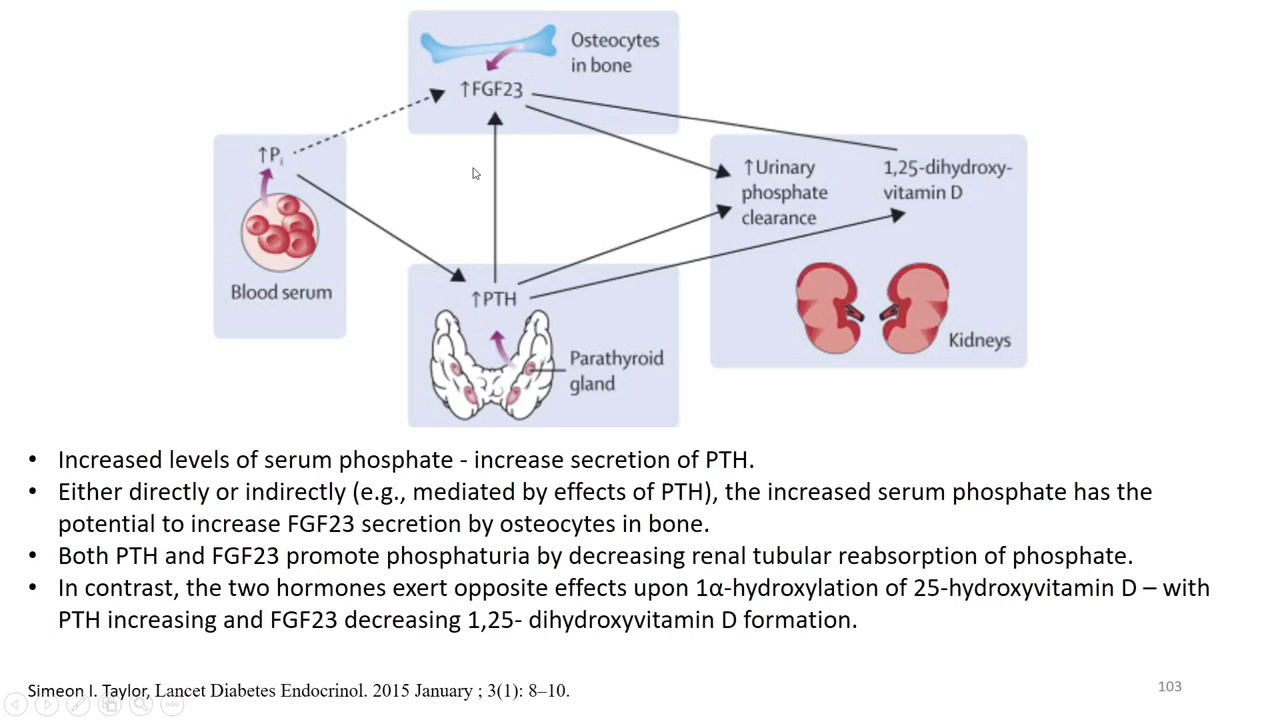 Osteocytes
in bone
↑FGF23
↑Pi
Blood serum
↑Urinary
phosphate
clearance
1,25-dihydroxy-
vitamin D
Kidneys
↑PTH
Parathyroid
gland
• Increased levels of serum phosphate - increase secretion of PTH.
• Either directly or indirectly (e.g., mediated by effects of PTH), the increased serum phosphate has the
potential to increase FGF23 secretion by osteocytes in bone.
• Both PTH and FGF23 promote phosphaturia by decreasing renal tubular reabsorption of phosphate.
• In contrast, the two hormones exert opposite effects upon 1α-hydroxylation of 25-hydroxyvitamin D – with
PTH increasing and FGF23 decreasing 1,25- dihydroxyvitamin D formation.
Simeon I. Taylor, Lancet Diabetes Endocrinol. 2015 January ; 3(1): 8–10.
103